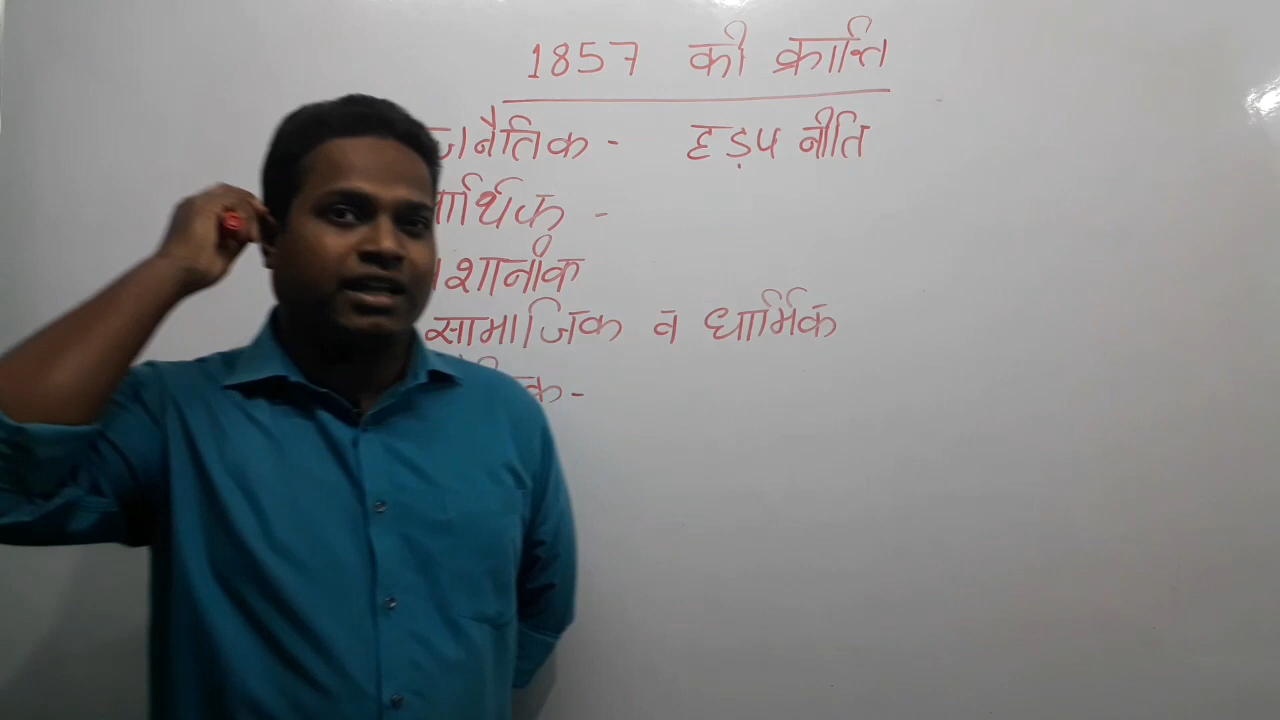 1857 की क्रान्ति
जनैतिक - हड़प नीति
ार्थिक -
शानीक
सामाजिक व धार्मिक
क -